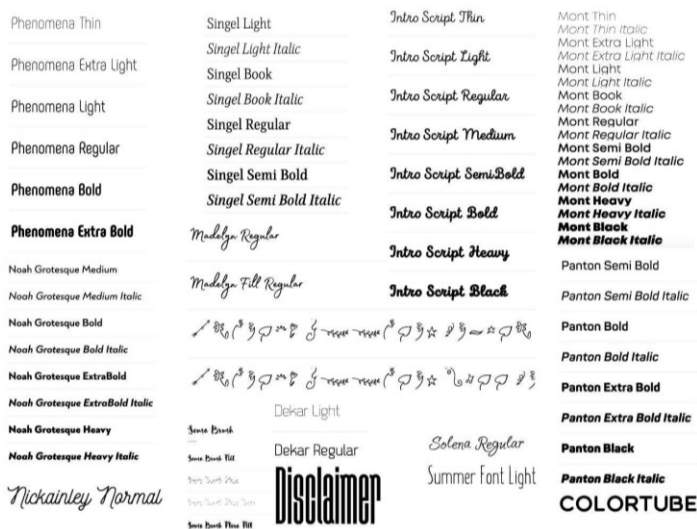 Phenomena Thin
Phenomena Extra Light
Phenomena Light
Phenomena Regular
Phenomena Bold
Phenomena Extra Bold
Noah Grotesque Medium
Noah Grotesque Medium Italic
Noah Grotesque Bold
Noah Grotesque Bold Italic
Noah Grotesque ExtraBold
Noah Grotesque ExtraBold Italic
Noah Grotesque Heavy
Noah Grotesque Heavy Italic
Nickainley Normal
Singel Light
Singel Light Italic
Singel Book
Singel Book Italic
Singel Regular
Singel Regular Italic
Singel Semi Bold
Singel Semi Bold Italic
Madelyn Regular
Madelyn Fill Regular
Sense Brush
Sense Brush Fill
Dekar Light
Dekar Regular
Disclaimer
Intro Script Thin
Intro Script Light
Intro Script Regular
Intro Script Medium
Intro Script SemiBold
Intro Script Bold
Intro Script Heavy
Intro Script Black
Solena Regular
Summer Font Light
Mont Thin
Mont Thin Italic
Mont Extra Light
Mont Extra Light Italic
Mont Light
Mont Light Italic
Mont Book
Mont Book Italic
Mont Regular
Mont Regular Italic
Mont Semi Bold
Mont Semi Bold Italic
Mont Bold
Mont Bold Italic
Mont Heavy
Mont Heavy Italic
Mont Black
Mont Black Italic
Panton Semi Bold
Panton Semi Bold Italic
Panton Bold
Panton Bold Italic
Panton Extra Bold
Panton Extra Bold Italic
Panton Black
Panton Black Italic
COLORTUBE